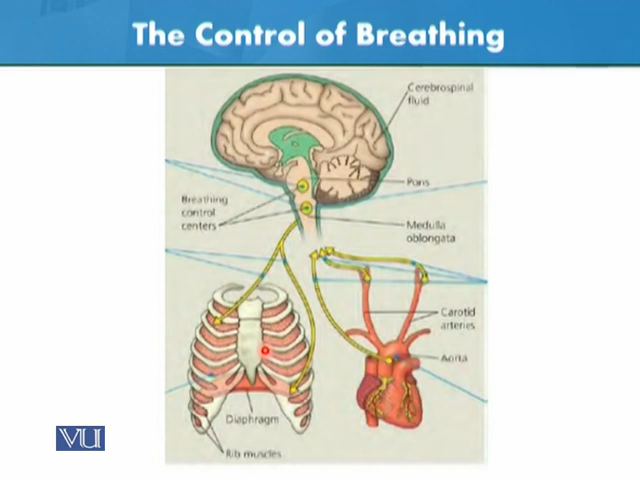 The Control of Breathing
Cerebrospinal
fluid
Pons
Breathing
control
centers
Medulla
oblongata
Carotid
arteries
Aorta
Diaphragm
Rib muscles
VU